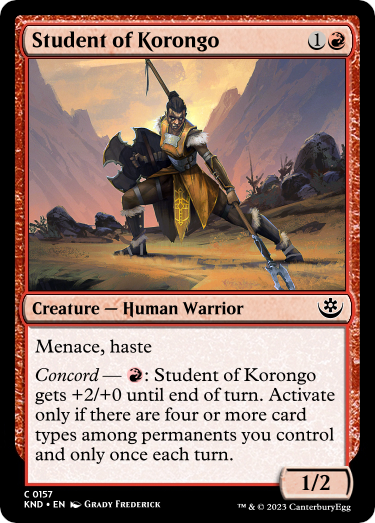 Student of Korongo 1
Creature — Human Warrior
Menace, haste
Concord — : Student of Korongo
gets +2/+0 until end of turn. Activate
only if there are four or more card
types among permanents you control
and only once each turn.
1/2
C 0157
KND • EN Grady Frederick
™ & © 2023 CanterburyEgg